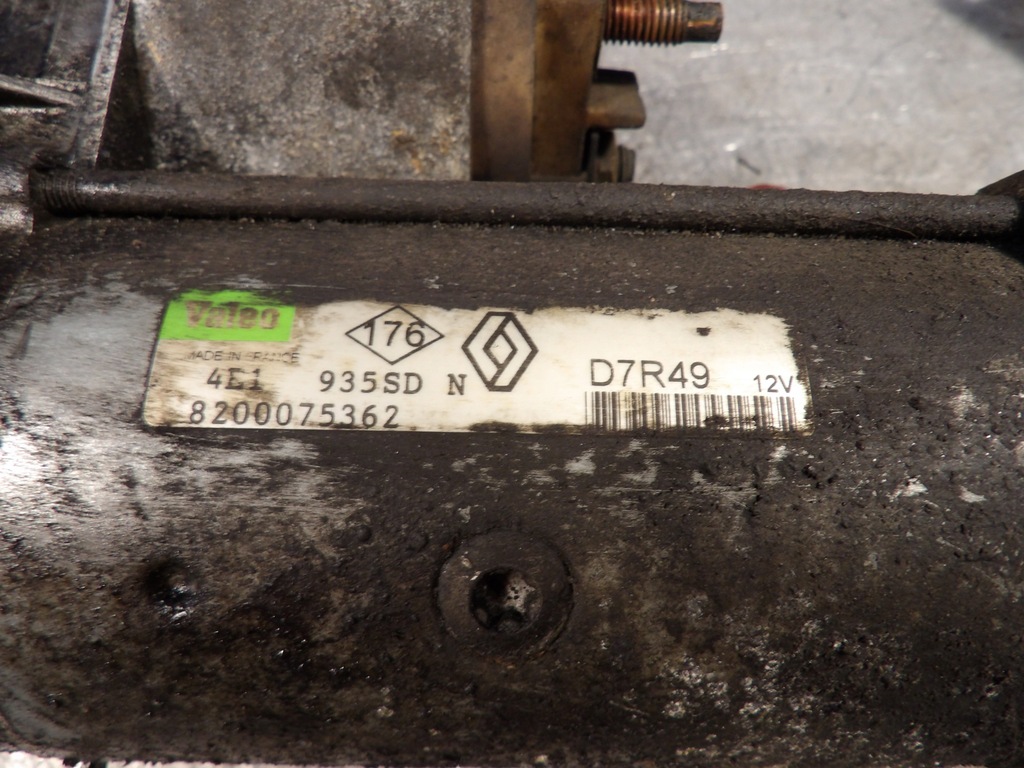 Valeo
176
MADE IN FRANCE
D7R49
12V
4E1 935SD N
8200075362